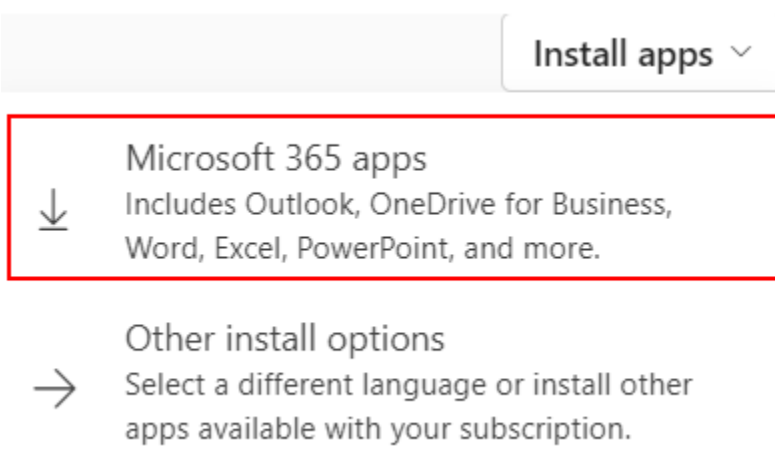 Install apps
Microsoft 365 apps
Includes Outlook, OneDrive for Business,
Word, Excel, PowerPoint, and more.
Other install options
Select a different language or install other
apps available with your subscription.